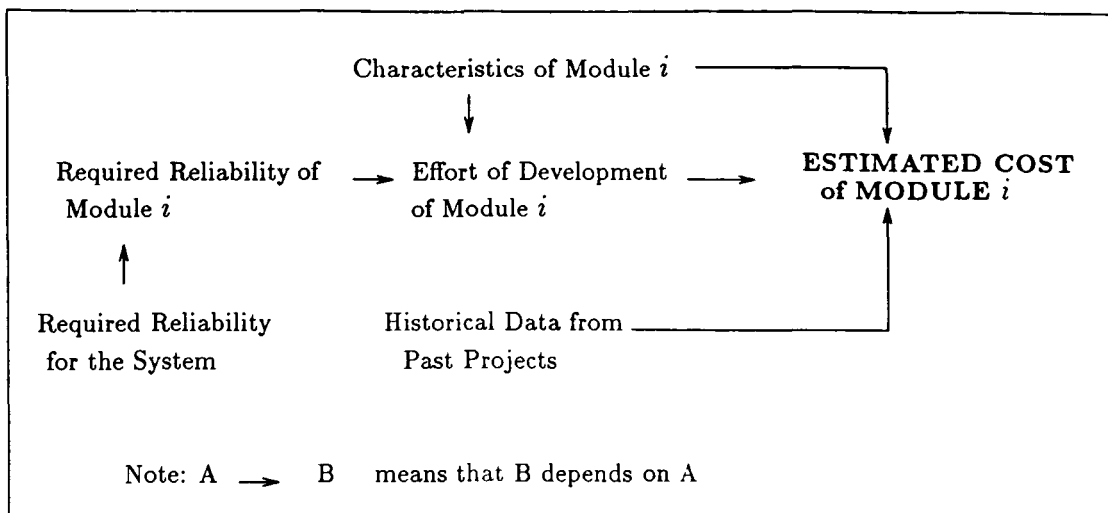 Characteristics of Module i
Required Reliability of
Module i
Effort of Development
of Module i
ESTIMATED COST
of MODULE i
Required Reliability
for the System
Historical Data from
Past Projects
Note: A → B means that B depends on A